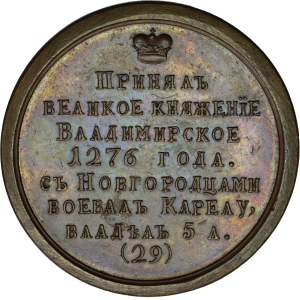 Принялъ
великое княженіе
Владимирское
1276 года.
съ Новгородцами
воевалъ Карелу,
владѣлъ 5 л.
(29)